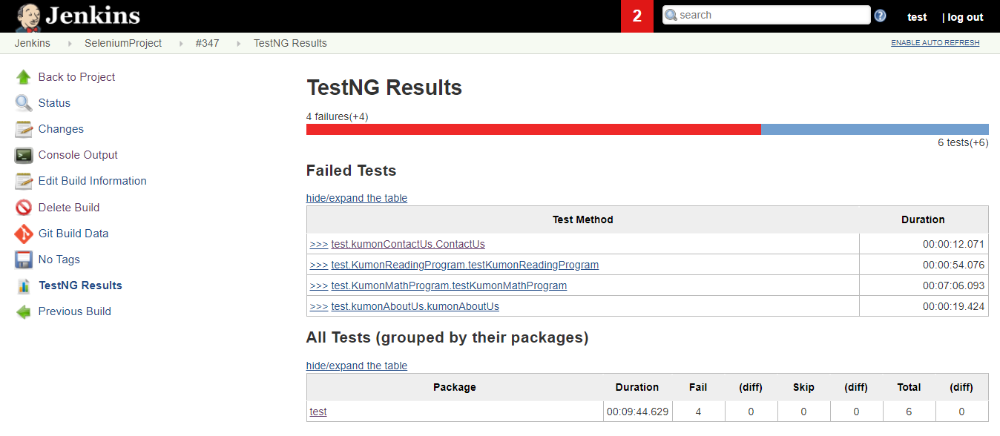 Jenkins
2
search
?
test | log out
Jenkins SeleniumProject #347 TestNG Results
ENABLE AUTO REFRESH
Back to Project
Status
Changes
Console Output
Edit Build Information
Delete Build
Git Build Data
No Tags
TestNG Results
Previous Build
TestNG Results
4 failures(+4)
6 tests(+6)
Failed Tests
hide/expand the table
Test Method Duration
>>> test.kumonContactUs.ContactUs 00:00:12.071
>>> test.KumonReadingProgram.testKumonReadingProgram 00:00:54.076
>>> test.KumonMathProgram.testKumonMathProgram 00:07:06.093
>>> test.kumonAboutUs.kumonAboutUs 00:00:19.424
All Tests (grouped by their packages)
hide/expand the table
Package Duration Fail (diff) Skip (diff) Total (diff)
test 00:09:44.629 4 0 0 0 6 0